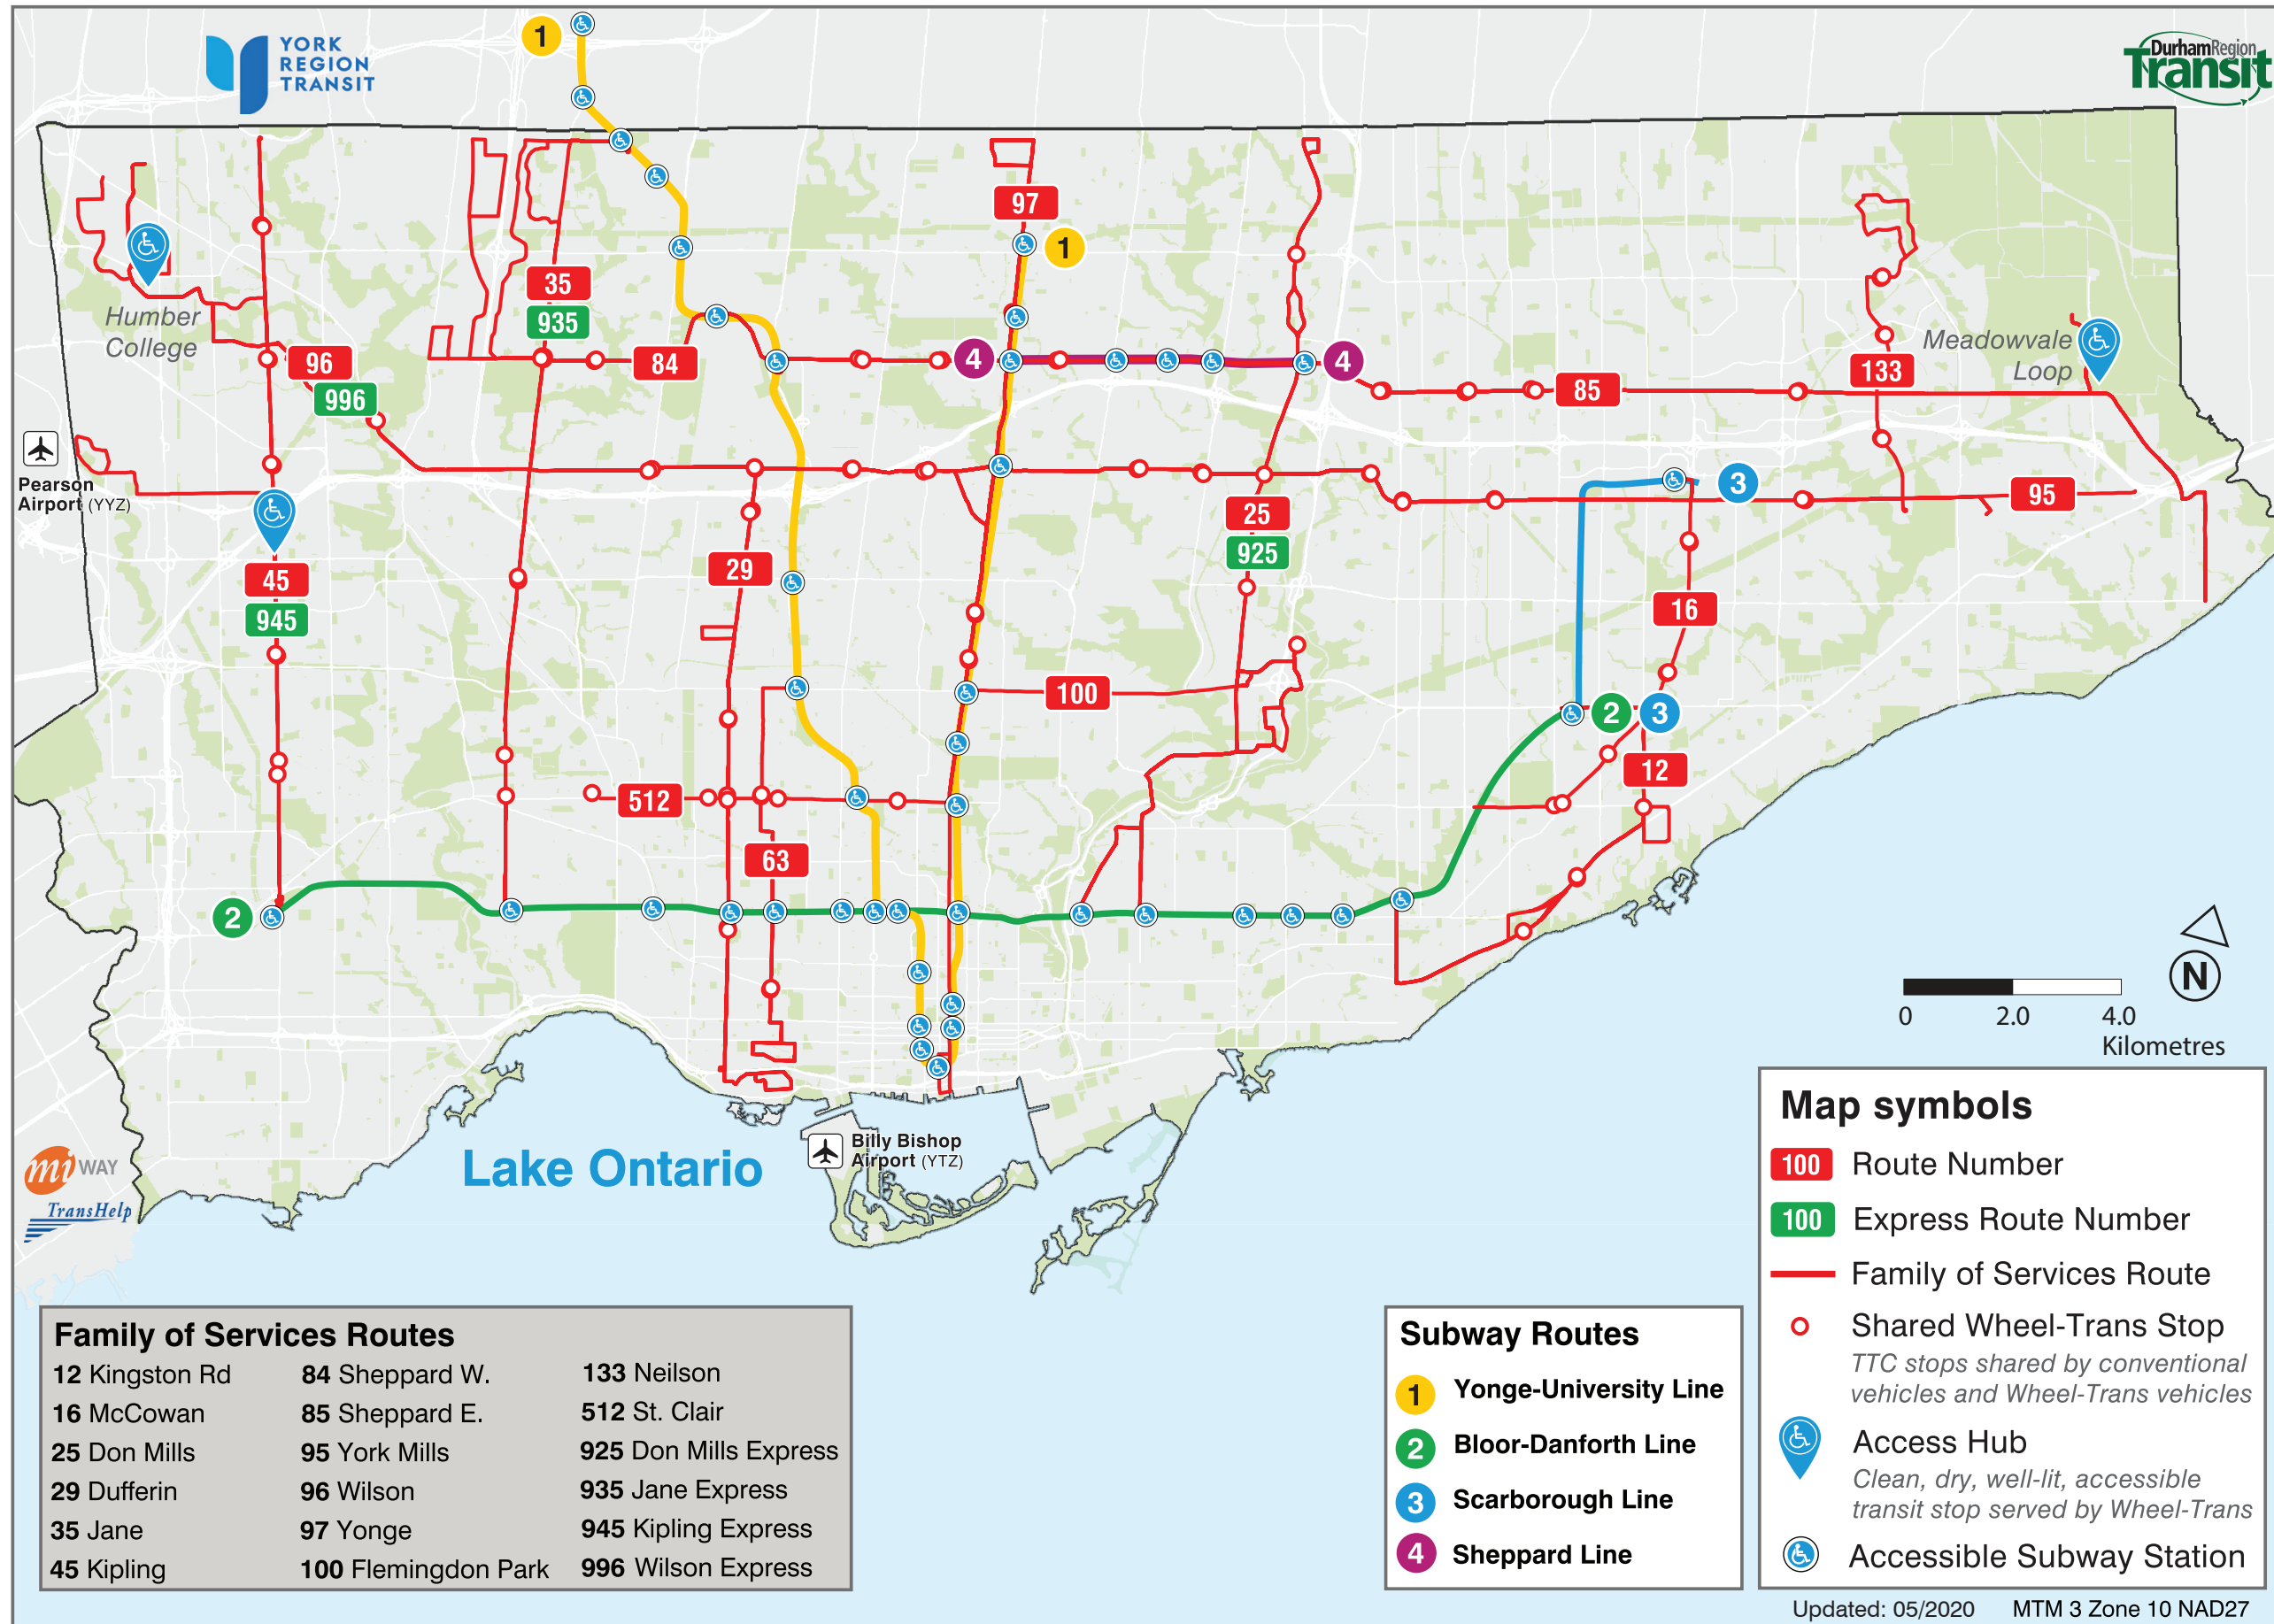 1
YORK
REGION
TRANSIT
DurhamRegion
Transit
97
1
35
935
Humber
College
96
996
84
4
4
85
133
Meadowvale
Loop
Pearson
Airport (YYZ)
3
95
25
925
29
45
945
16
100
2
3
12
512
63
2
N
0
2.0
4.0
Kilometres
Lake Ontario
Billy Bishop
Airport (YTZ)
mi WAY
TransHelp
Map symbols
100 Route Number
100 Express Route Number
Family of Services Route
Shared Wheel-Trans Stop
TTC stops shared by conventional
vehicles and Wheel-Trans vehicles
Access Hub
Clean, dry, well-lit, accessible
transit stop served by Wheel-Trans
Accessible Subway Station
Family of Services Routes
12 Kingston Rd
16 McCowan
25 Don Mills
29 Dufferin
35 Jane
45 Kipling
84 Sheppard W.
85 Sheppard E.
95 York Mills
96 Wilson
97 Yonge
100 Flemingdon Park
133 Neilson
512 St. Clair
925 Don Mills Express
935 Jane Express
945 Kipling Express
996 Wilson Express
Subway Routes
1 Yonge-University Line
2 Bloor-Danforth Line
3 Scarborough Line
4 Sheppard Line
Updated: 05/2020 MTM 3 Zone 10 NAD27